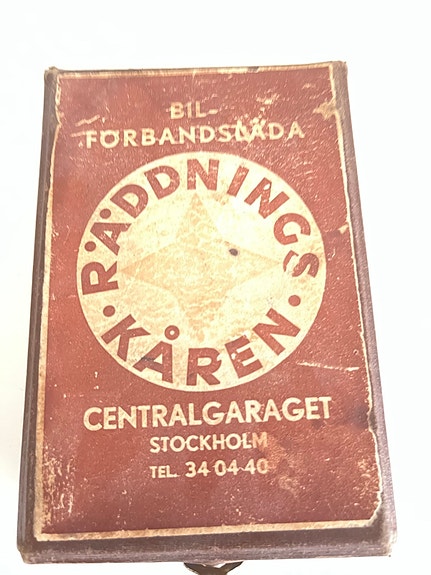 BIL-
FÖRBANDSLÅDA
RÄDDNINGS
• KÅREN •
CENTRALGARAGET
STOCKHOLM
TEL. 34 04 40